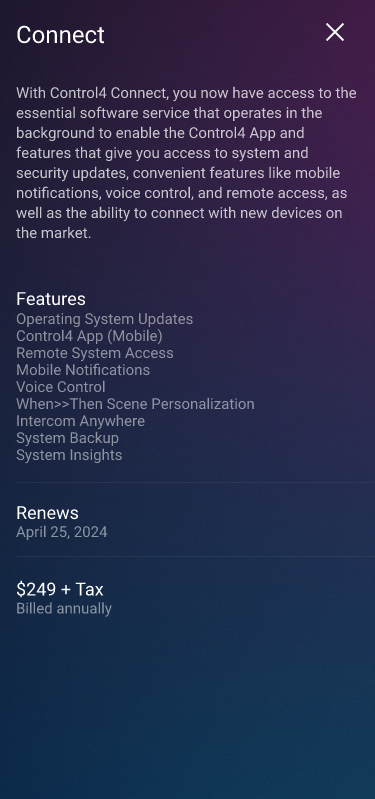 Connect
With Control4 Connect, you now have access to the
essential software service that operates in the
background to enable the Control4 App and
features that give you access to system and
security updates, convenient features like mobile
notifications, voice control, and remote access, as
well as the ability to connect with new devices on
the market.
Features
Operating System Updates
Control4 App (Mobile)
Remote System Access
Mobile Notifications
Voice Control
When>>Then Scene Personalization
Intercom Anywhere
System Backup
System Insights
Renews
April 25, 2024
$249 + Tax
Billed annually